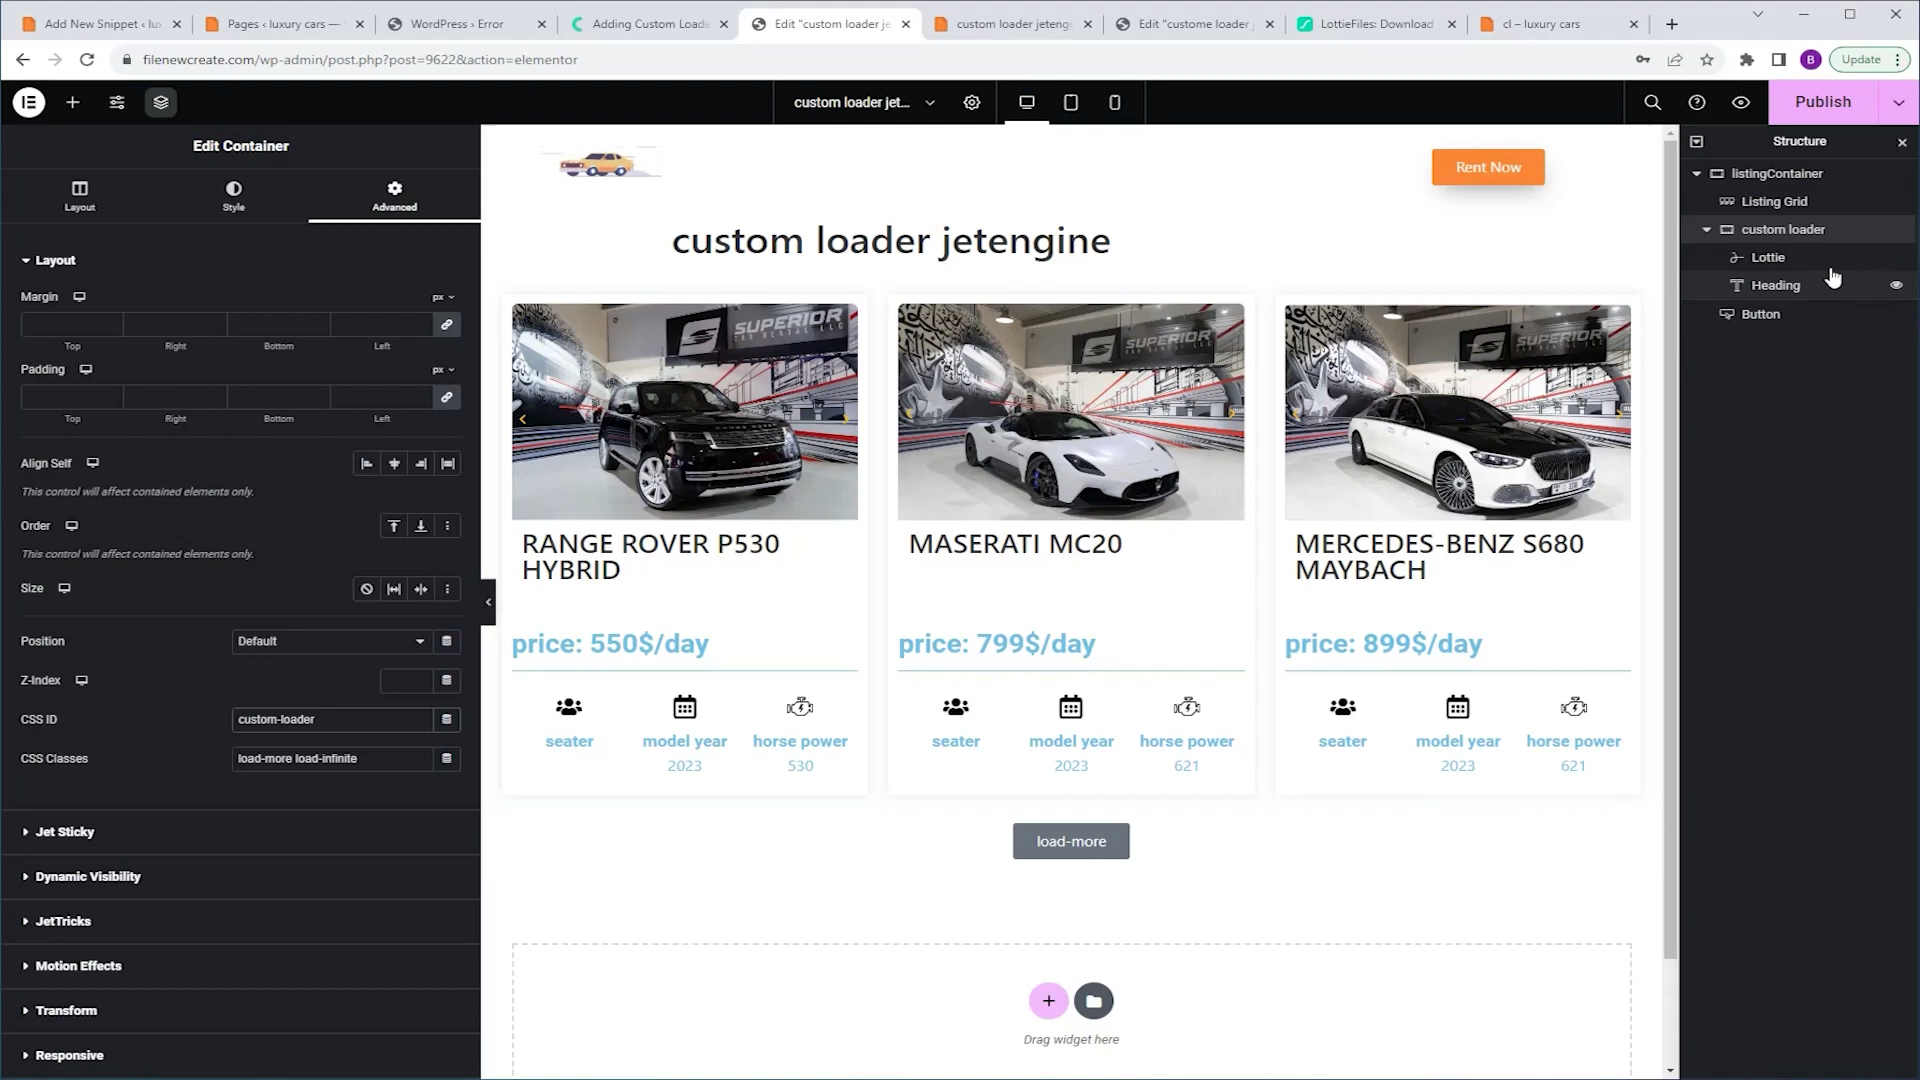 Add New Snippet ‹ lux
Pages ‹ luxury cars —
WordPress › Error
Adding Custom Loade
Edit "custom loader je
custom loader jetengin
Edit "custome loader j
LottieFiles: Download
cl – luxury cars
filenewcreate.com/wp-admin/post.php?post=9622&action=elementor
B
Update
custom loader jet...
Publish
Edit Container
Layout
Style
Advanced
Layout
Margin
px
Top
Right
Bottom
Left
Padding
px
Top
Right
Bottom
Left
Align Self
This control will affect contained elements only.
Order
This control will affect contained elements only.
Size
Position
Default
Z-Index
CSS ID
custom-loader
CSS Classes
load-more load-infinite
Jet Sticky
Dynamic Visibility
JetTricks
Motion Effects
Transform
Responsive
Rent Now
custom loader jetengine
SUPERIOR
SUPERIOR
SUPERIOR
RANGE ROVER P530
HYBRID
MASERATI MC20
MERCEDES-BENZ S680
MAYBACH
price: 550$/day
price: 799$/day
price: 899$/day
seater
model year
horse power
2023
530
seater
model year
horse power
2023
621
seater
model year
horse power
2023
621
load-more
Drag widget here
Structure
listingContainer
Listing Grid
custom loader
Lottie
Heading
Button